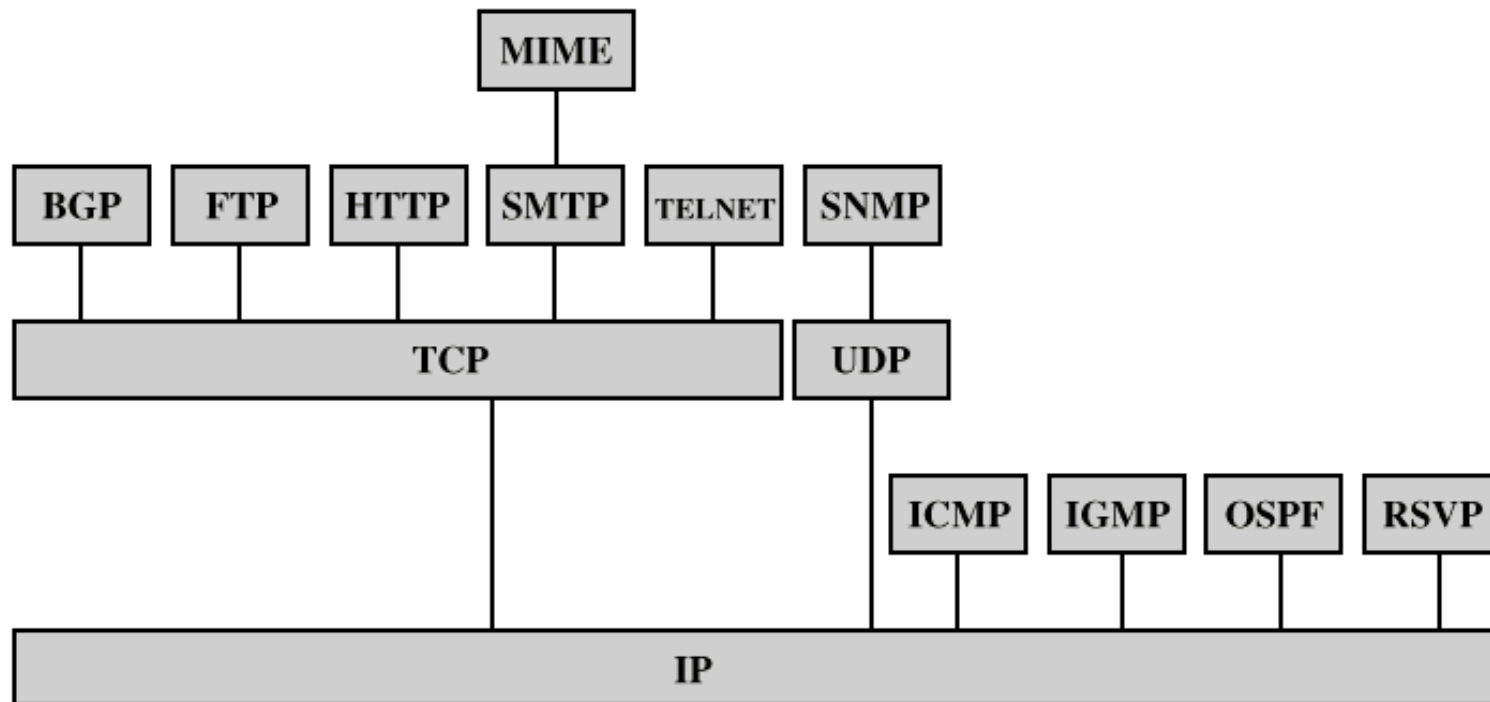 MIME
BGP FTP HTTP SMTP TELNET SNMP
TCP UDP
ICMP IGMP OSPF RSVP
IP